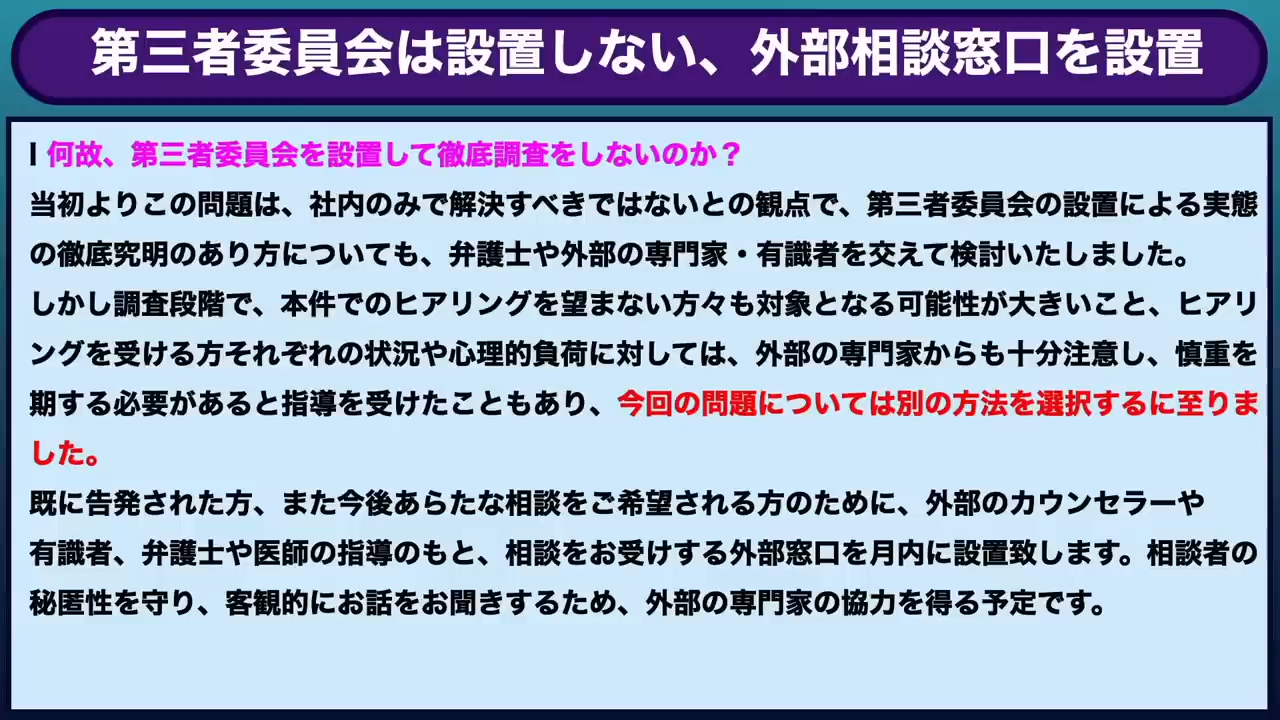 第三者委員会は設置しない、外部相談窓口を設置
| 何故、第三者委員会を設置して徹底調査をしないのか？
当初よりこの問題は、社内のみで解決すべきではないとの観点で、第三者委員会の設置による実態
の徹底究明のあり方についても、弁護士や外部の専門家・有識者を交えて検討いたしました。
しかし調査段階で、本件でのヒアリングを望まない方々も対象となる可能性が大きいこと、ヒアリ
ングを受ける方それぞれの状況や心理的負荷に対しては、外部の専門家からも十分注意し、慎重を
期する必要があると指導を受けたこともあり、今回の問題については別の方法を選択するに至りま
した。
既に告発された方、また今後あらたな相談をご希望される方のために、外部のカウンセラーや
有識者、弁護士や医師の指導のもと、相談をお受けする外部窓口を月内に設置致します。相談者の
秘匿性を守り、客観的にお話をお聞きするため、外部の専門家の協力を得る予定です。